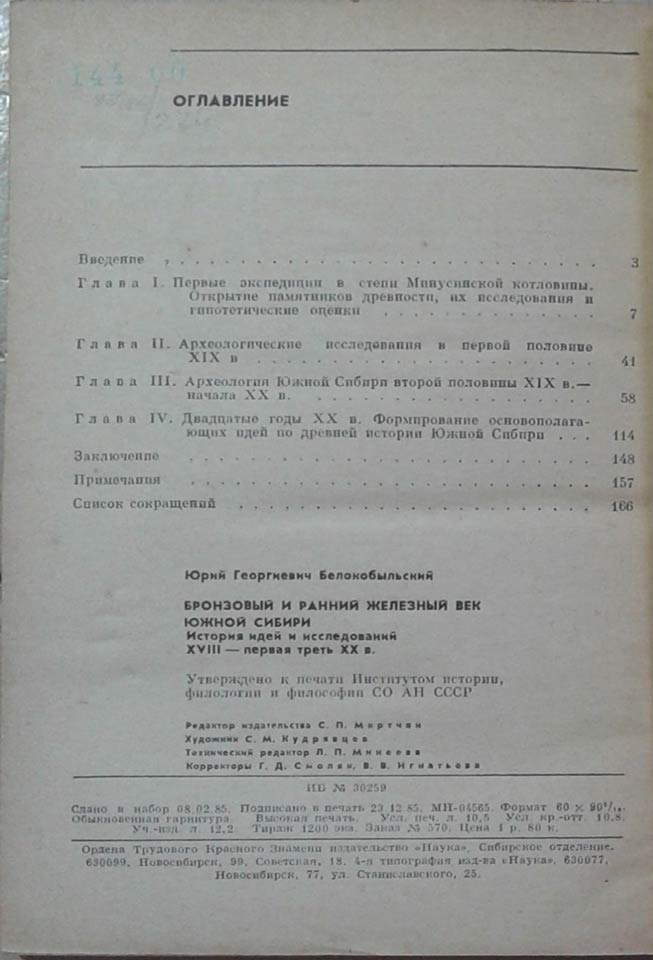 144 00
ОГЛАВЛЕНИЕ
Введение . . . . . . . . . . . . . . . . . . . . . . 3
Глава I. Первые экспедиции в степи Минусинской котловины.
Открытие памятников древности, их исследования и
гипотетические оценки . . . . . . . . . . . . 7
Глава II. Археологические исследования в первой половине
XIX в . . . . . . . . . . . . . . . . . . 41
Глава III. Археология Южной Сибири второй половины XIX в.—
начала XX в. . . . . . . . . . . . . . . . 58
Глава IV. Двадцатые годы XX в. Формирование основополага-
ющих идей по древней истории Южной Сибири . . . 114
Заключение . . . . . . . . . . . . . . . . . . . . 148
Примечания . . . . . . . . . . . . . . . . . . . . 157
Список сокращений . . . . . . . . . . . . . . . . . 166
Юрий Георгиевич Белокобыльский
БРОНЗОВЫЙ И РАННИЙ ЖЕЛЕЗНЫЙ ВЕК
ЮЖНОЙ СИБИРИ
История идей и исследований
XVIII — первая треть XX в.
Утверждено к печати Институтом истории,
филологии и философии СО АН СССР
Редактор издательства С. П. Мкртчян
Художник С. М. Кудрявцев
Технический редактор Л. П. Минеева
Корректоры Г. Д. Смоляк, В. В. Игнатьева
ИБ № 30259
Сдано в набор 08.02.85. Подписано в печать 23.12.85. МН-04565. Формат 60 × 90¹/₁₆.
Обыкновенная гарнитура. Высокая печать. Усл. печ. л. 10,5 Усл. кр.-отт. 10,8.
Уч.-изд. л. 12,2. Тираж 1200 экз. Заказ № 570. Цена 1 р. 80 к.
Ордена Трудового Красного Знамени издательство «Наука», Сибирское отделение.
630099, Новосибирск, 99, Советская, 18. 4-я типография изд-ва «Наука». 630077,
Новосибирск, 77, ул. Станиславского, 25.